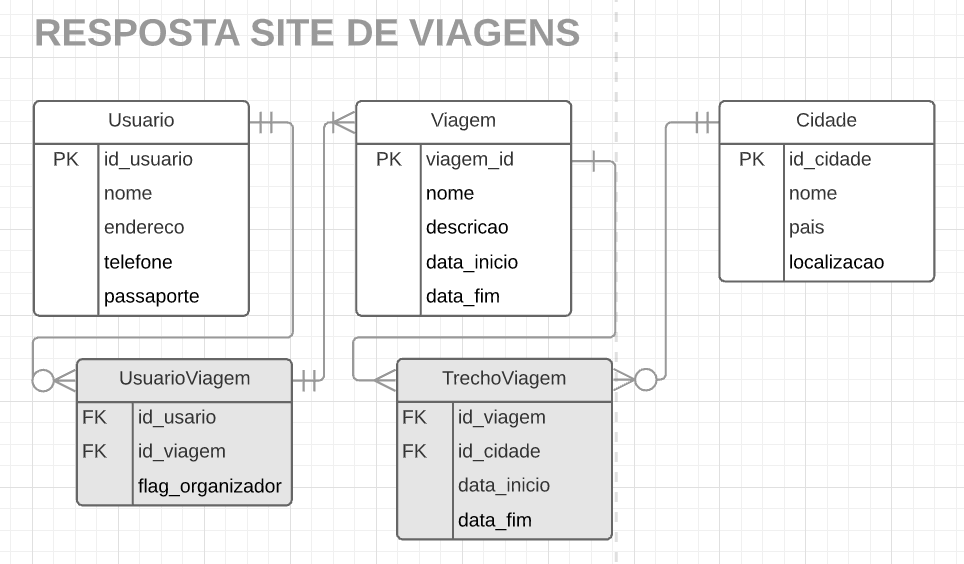 RESPOSTA SITE DE VIAGENS
Usuario
PK id_usuario
nome
endereco
telefone
passaporte
Viagem
PK viagem_id
nome
descricao
data_inicio
data_fim
Cidade
PK id_cidade
nome
pais
localizacao
UsuarioViagem
FK id_usario
FK id_viagem
flag_organizador
TrechoViagem
FK id_viagem
FK id_cidade
data_inicio
data_fim